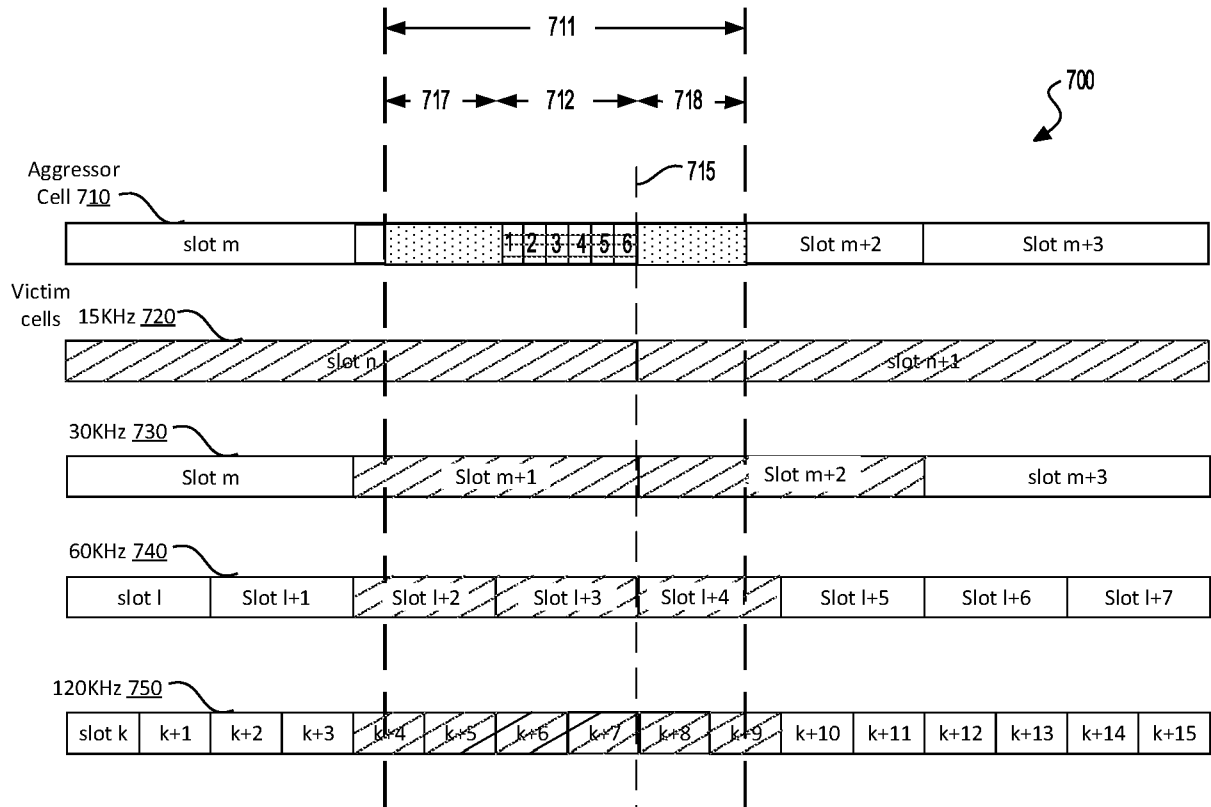 711
717 712 718
700
715
Aggressor
Cell 710
slot m 1 2 3 4 5 6 Slot m+2 Slot m+3
Victim
cells 15KHz 720
slot n slot n+1
30KHz 730
Slot m Slot m+1 Slot m+2 slot m+3
60KHz 740
slot l Slot l+1 Slot l+2 Slot l+3 Slot l+4 Slot l+5 Slot l+6 Slot l+7
120KHz 750
slot k k+1 k+2 k+3 k+4 k+5 k+6 k+7 k+8 k+9 k+10 k+11 k+12 k+13 k+14 k+15